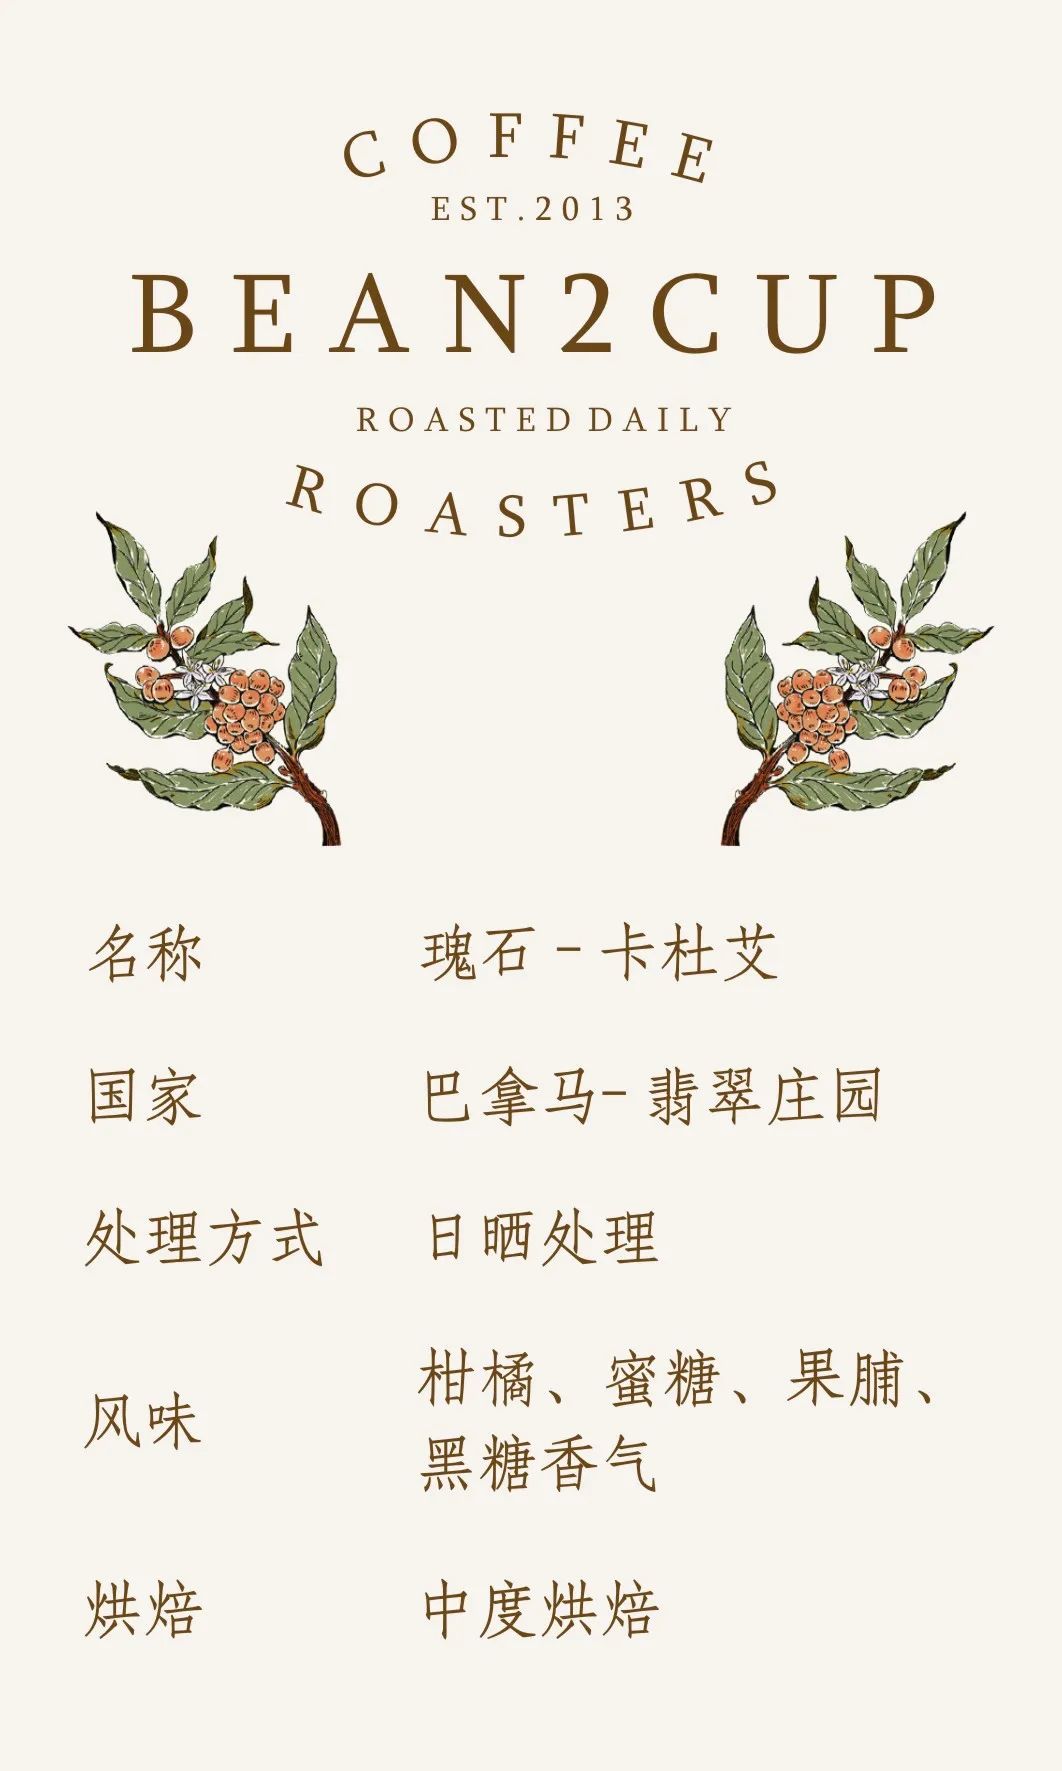 COFFEE
EST.2013
BEAN2CUP
ROASTED DAILY
ROASTERS
名称 瑰石 - 卡杜艾
国家 巴拿马- 翡翠庄园
处理方式 日晒处理
风味 柑橘、蜜糖、果脯、
黑糖香气
烘焙 中度烘焙